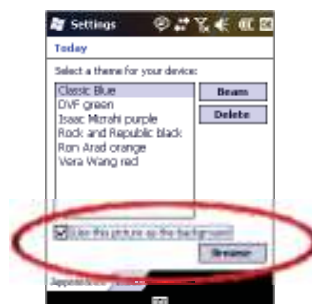 Settings
Today
Select a theme for your device:
Classic Blue
Beam
DVF green
Delete
Isaac Mizrahi purple
Rock and Republic black
Ron Arad orange
Vera Wang red
Use this picture as the background
Browse